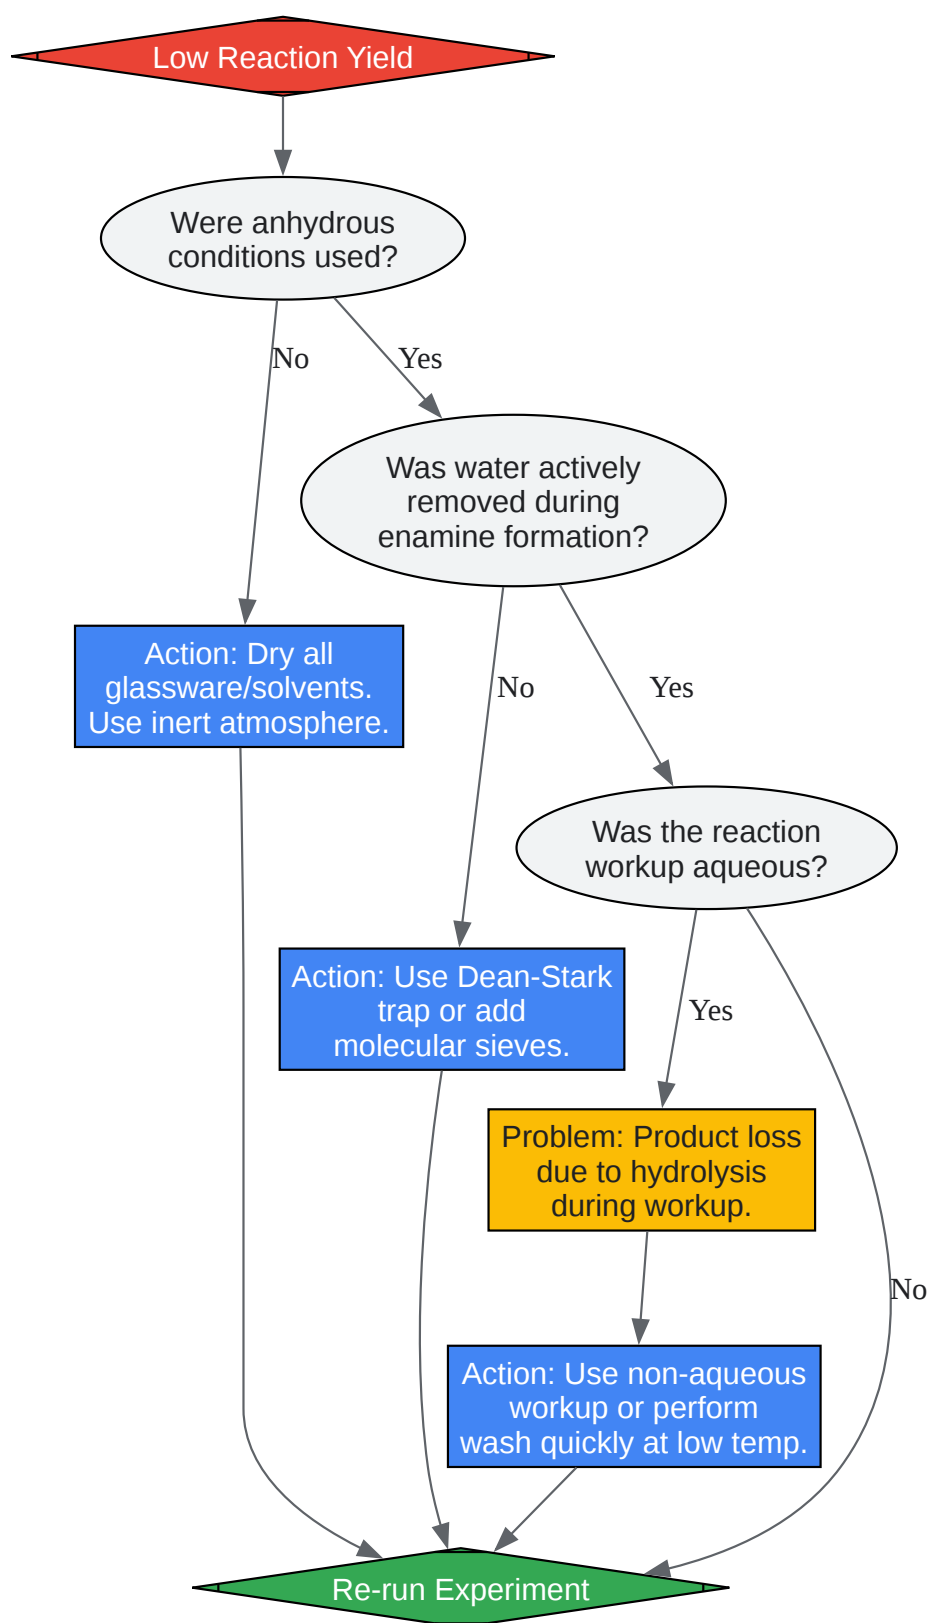 Low Reaction Yield
Were anhydrous
conditions used?
No
Yes
Was water actively
removed during
enamine formation?
Action: Dry all
glassware/solvents.
Use inert atmosphere.
No
Yes
Was the reaction
workup aqueous?
Action: Use Dean-Stark
trap or add
molecular sieves.
Yes
Problem: Product loss
due to hydrolysis
during workup.
No
Action: Use non-aqueous
workup or perform
wash quickly at low temp.
Re-run Experiment